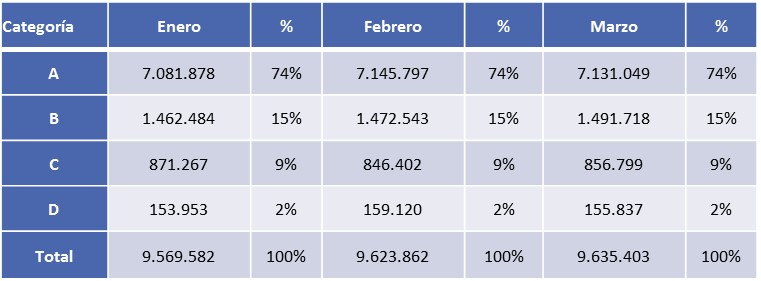 Categoría Enero % Febrero % Marzo %
A 7.081.878 74% 7.145.797 74% 7.131.049 74%
B 1.462.484 15% 1.472.543 15% 1.491.718 15%
C 871.267 9% 846.402 9% 856.799 9%
D 153.953 2% 159.120 2% 155.837 2%
Total 9.569.582 100% 9.623.862 100% 9.635.403 100%